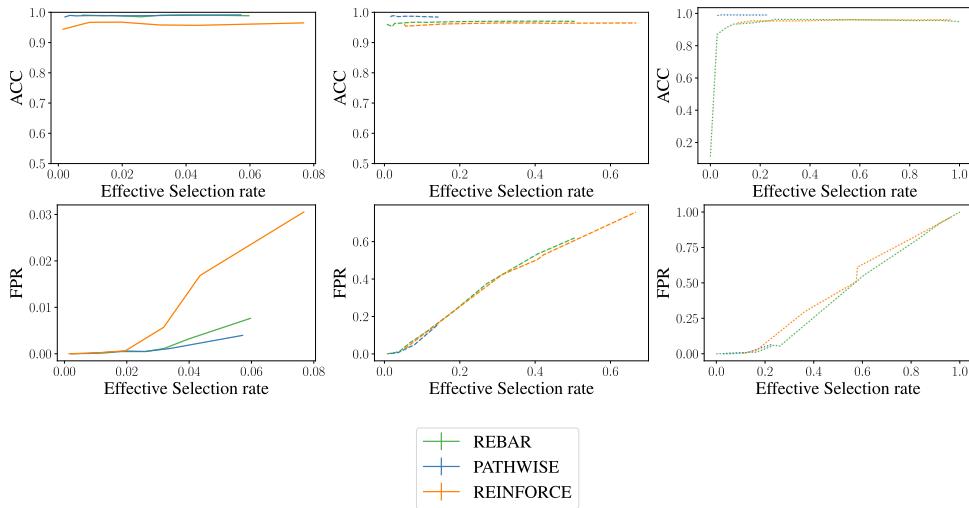 1.0
0.9
0.8
0.7
0.6
0.5
ACC
0.00 0.02 0.04 0.06 0.08
Effective Selection rate
1.0
0.9
0.8
0.7
0.6
0.5
ACC
0.0 0.2 0.4 0.6
Effective Selection rate
1.0
0.8
0.6
0.4
0.2
ACC
0.0 0.2 0.4 0.6 0.8 1.0
Effective Selection rate
0.03
0.02
0.01
0.00
FPR
0.00 0.02 0.04 0.06 0.08
Effective Selection rate
0.6
0.4
0.2
0.0
FPR
0.0 0.2 0.4 0.6
Effective Selection rate
1.00
0.75
0.50
0.25
0.00
FPR
0.0 0.2 0.4 0.6 0.8 1.0
Effective Selection rate
REBAR
PATHWISE
REINFORCE